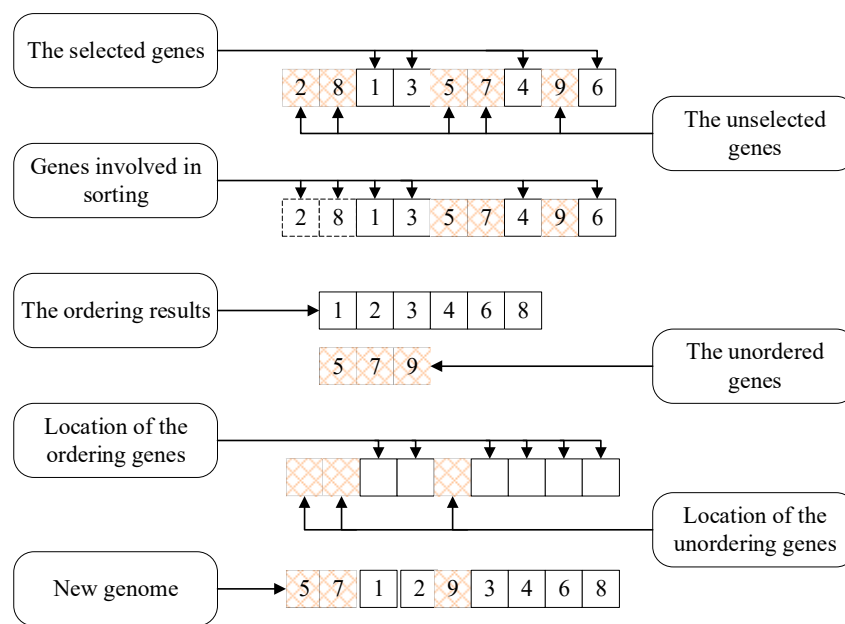 The selected genes
2 8 1 3 5 7 4 9 6
The unselected
genes
Genes involved in
sorting
2 8 1 3 5 7 4 9 6
The ordering results
1 2 3 4 6 8
5 7 9
The unordered
genes
Location of the
ordering genes
Location of the
unordering genes
New genome
5 7 1 2 9 3 4 6 8